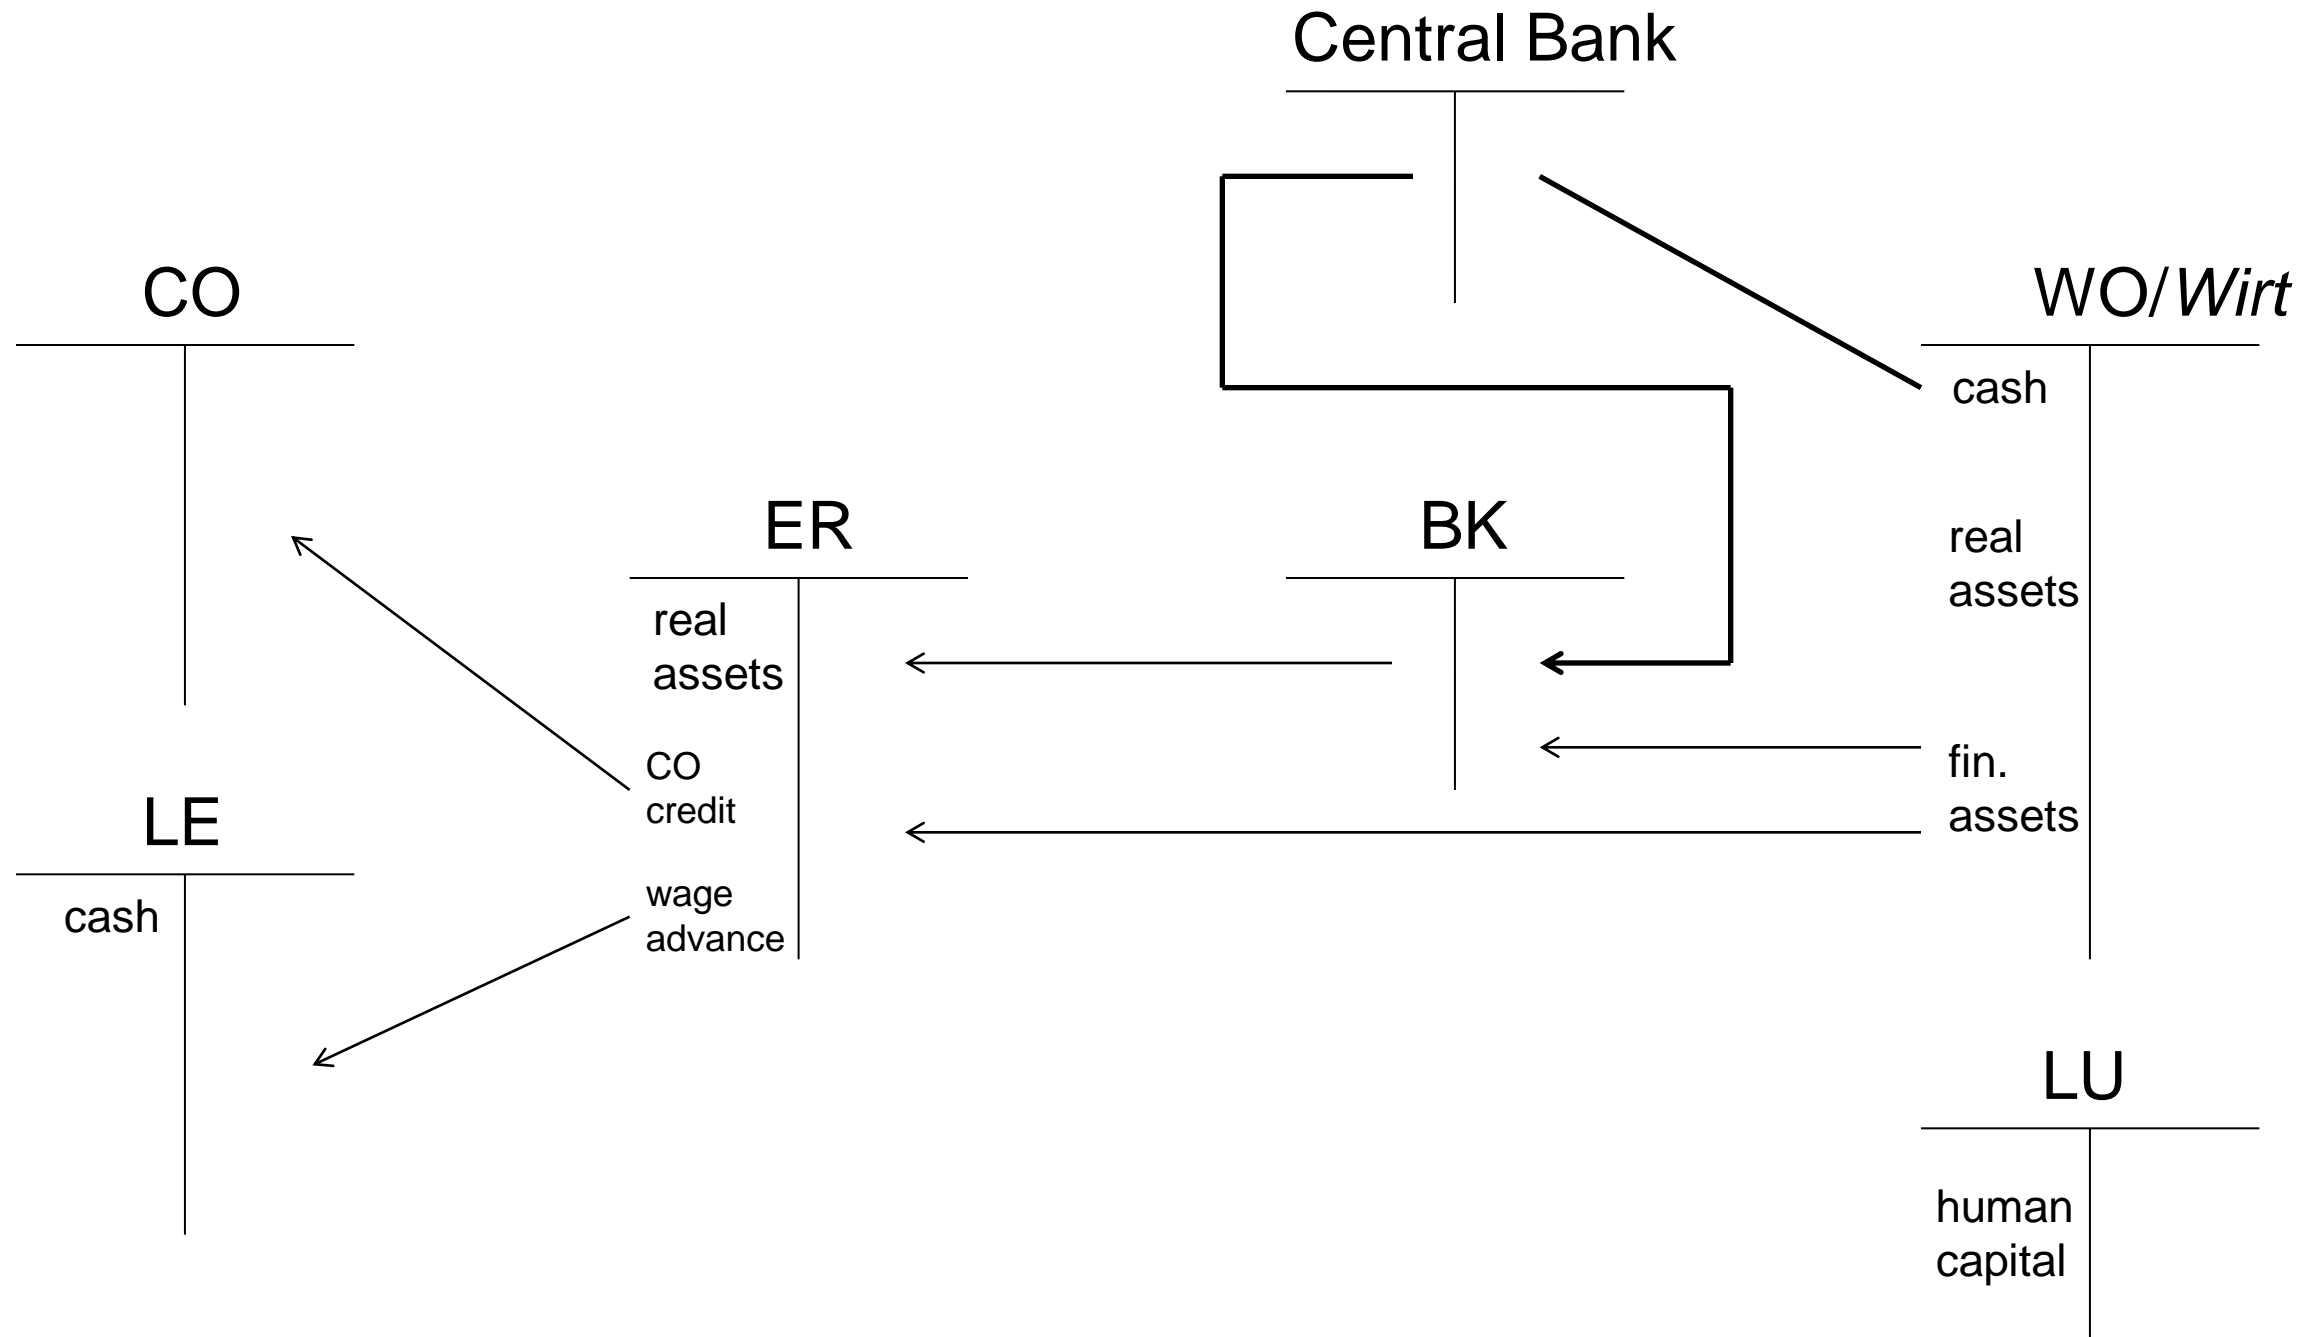 Central Bank
CO
WO/Wirt
cash
real
assets
fin.
assets
ER
real
assets
CO
credit
wage
advance
BK
LE
cash
LU
human
capital